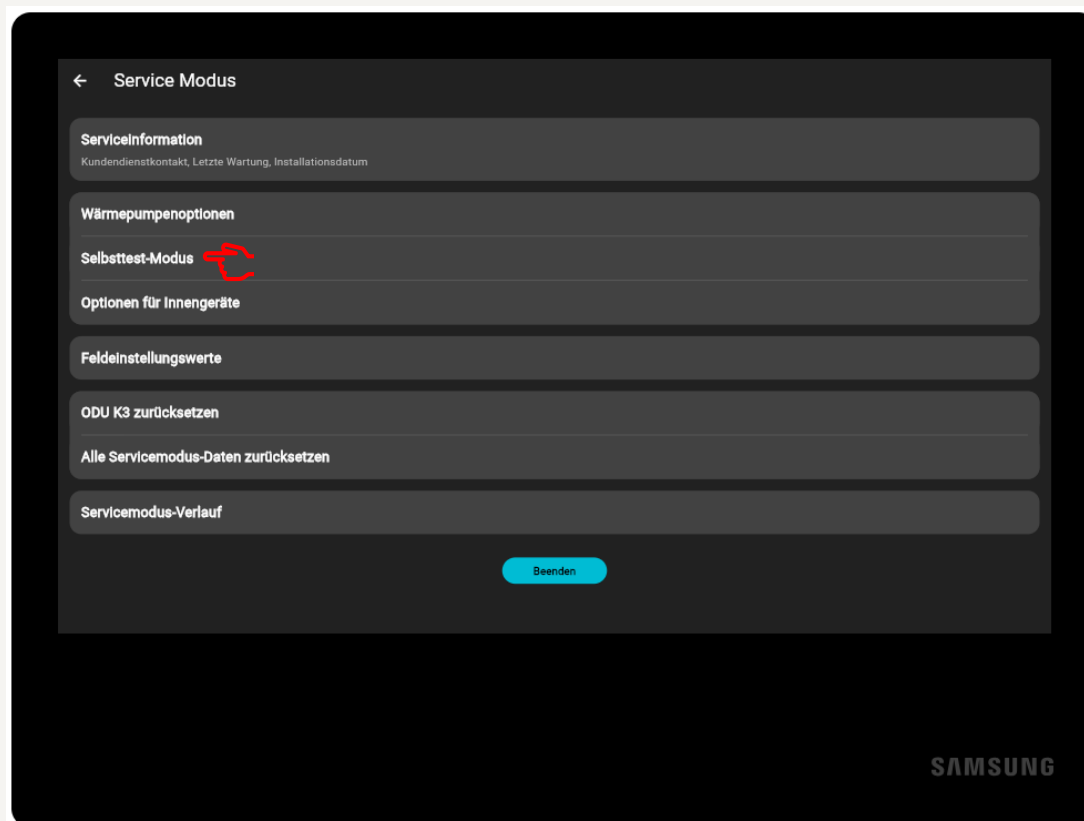 Service Modus
Serviceinformation
Kundendienstkontakt, Letzte Wartung, Installationsdatum
Wärmepumpenoptionen
Selbsttest-Modus
Optionen für Innengeräte
Feldeinstellungswerte
ODU K3 zurücksetzen
Alle Servicemodus-Daten zurücksetzen
Servicemodus-Verlauf
Beenden
SAMSUNG